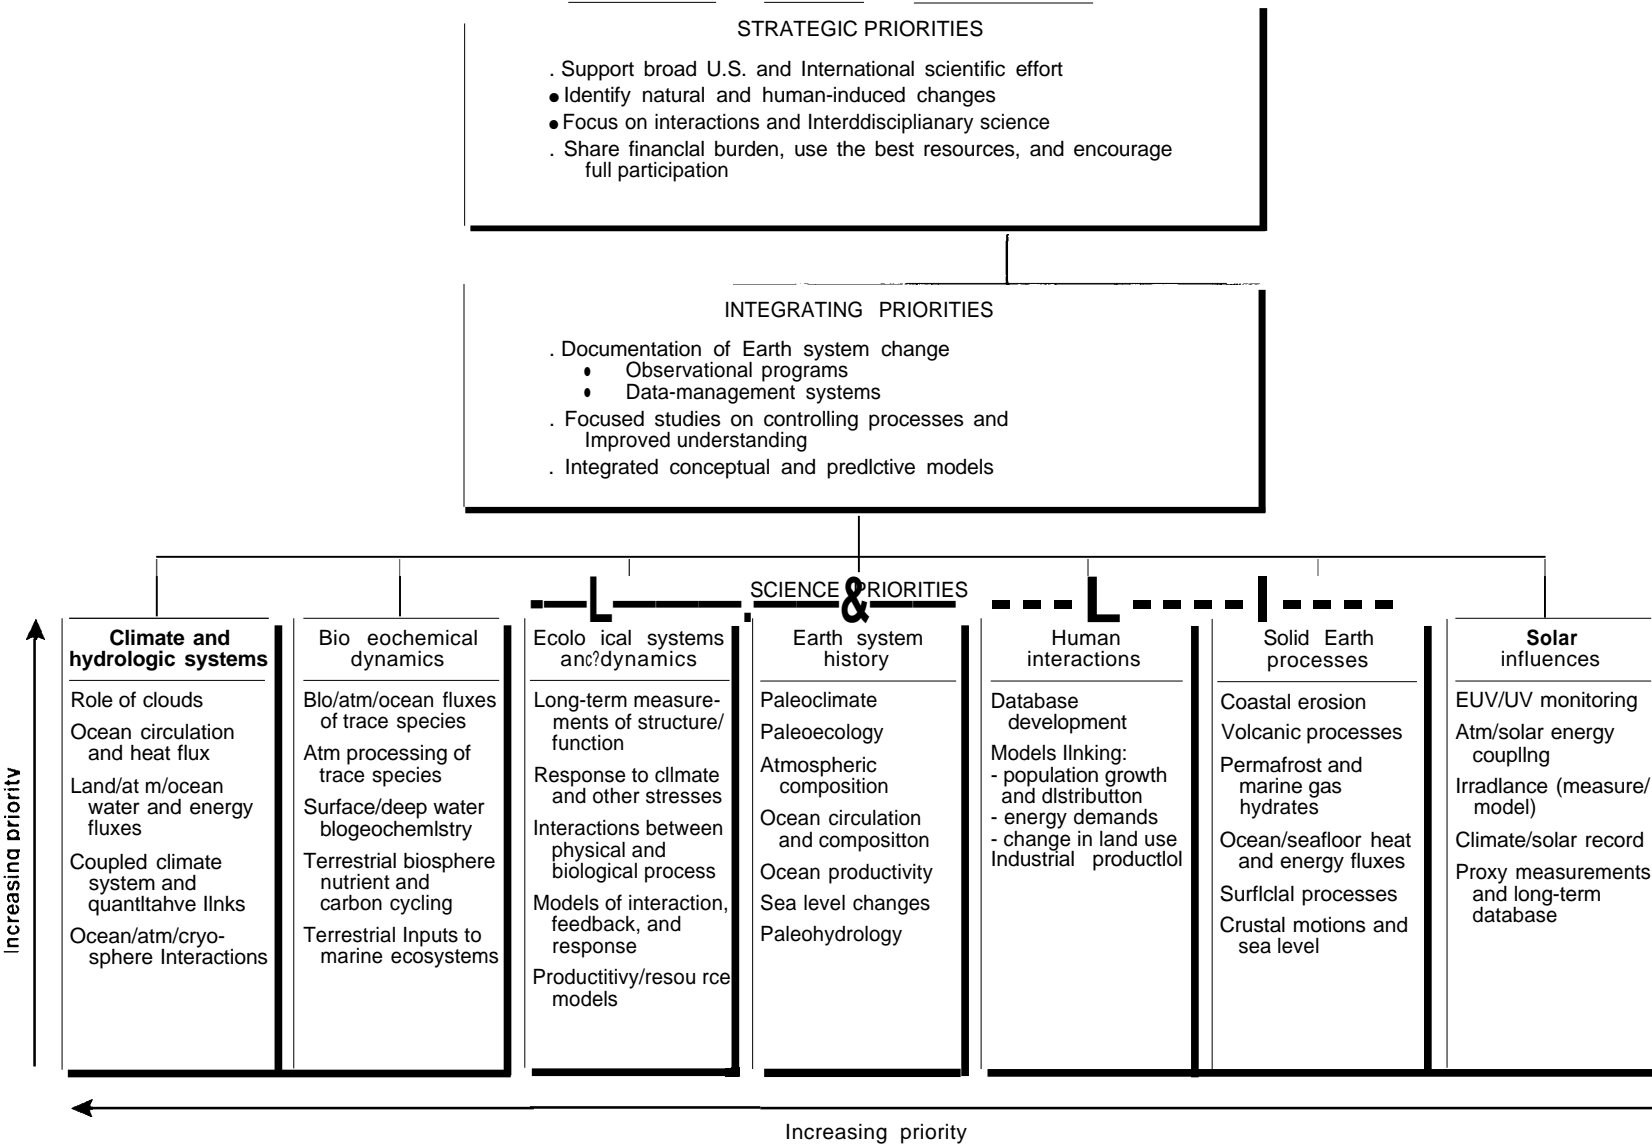 STRATEGIC PRIORITIES
. Support broad U.S. and International scientific effort
● Identify natural and human-induced changes
● Focus on interactions and Interddisciplianary science
. Share financlal burden, use the best resources, and encourage
full participation
INTEGRATING PRIORITIES
. Documentation of Earth system change
● Observational programs
● Data-management systems
. Focused studies on controlling processes and
Improved understanding
. Integrated conceptual and predlctive models
SCIENCE PRIORITIES
Climate and
hydrologic systems
Role of clouds
Ocean circulation
and heat flux
Land/at m/ocean
water and energy
fluxes
Coupled climate
system and
quantltahve llnks
Ocean/atm/cryo-
sphere Interactions
Bio eochemical
dynamics
Blo/atm/ocean fluxes
of trace species
Atm processing of
trace species
Surface/deep water
blogeochemlstry
Terrestrial biosphere
nutrient and
carbon cycling
Terrestrial Inputs to
marine ecosystems
Ecolo ical systems
anc?dynamics
Long-term measure-
ments of structure/
function
Response to cllmate
and other stresses
Interactions between
physical and
biological process
Models of interaction,
feedback, and
response
Productitivy/resou rce
models
Earth system
history
Paleoclimate
Paleoecology
Atmospheric
composition
Ocean circulation
and compositton
Ocean productivity
Sea level changes
Paleohydrology
Human
interactions
Database
development
Models llnking:
- population growth
and dlstributton
- energy demands
- change in land use
Industrial productlol
Solid Earth
processes
Coastal erosion
Volcanic processes
Permafrost and
marine gas
hydrates
Ocean/seafloor heat
and energy fluxes
Surflclal processes
Crustal motions and
sea level
Solar
influences
EUV/UV monitoring
Atm/solar energy
coupllng
Irradlance (measure/
model)
Climate/solar record
Proxy measurements
and long-term
database
Increasing priority
Increasing priority